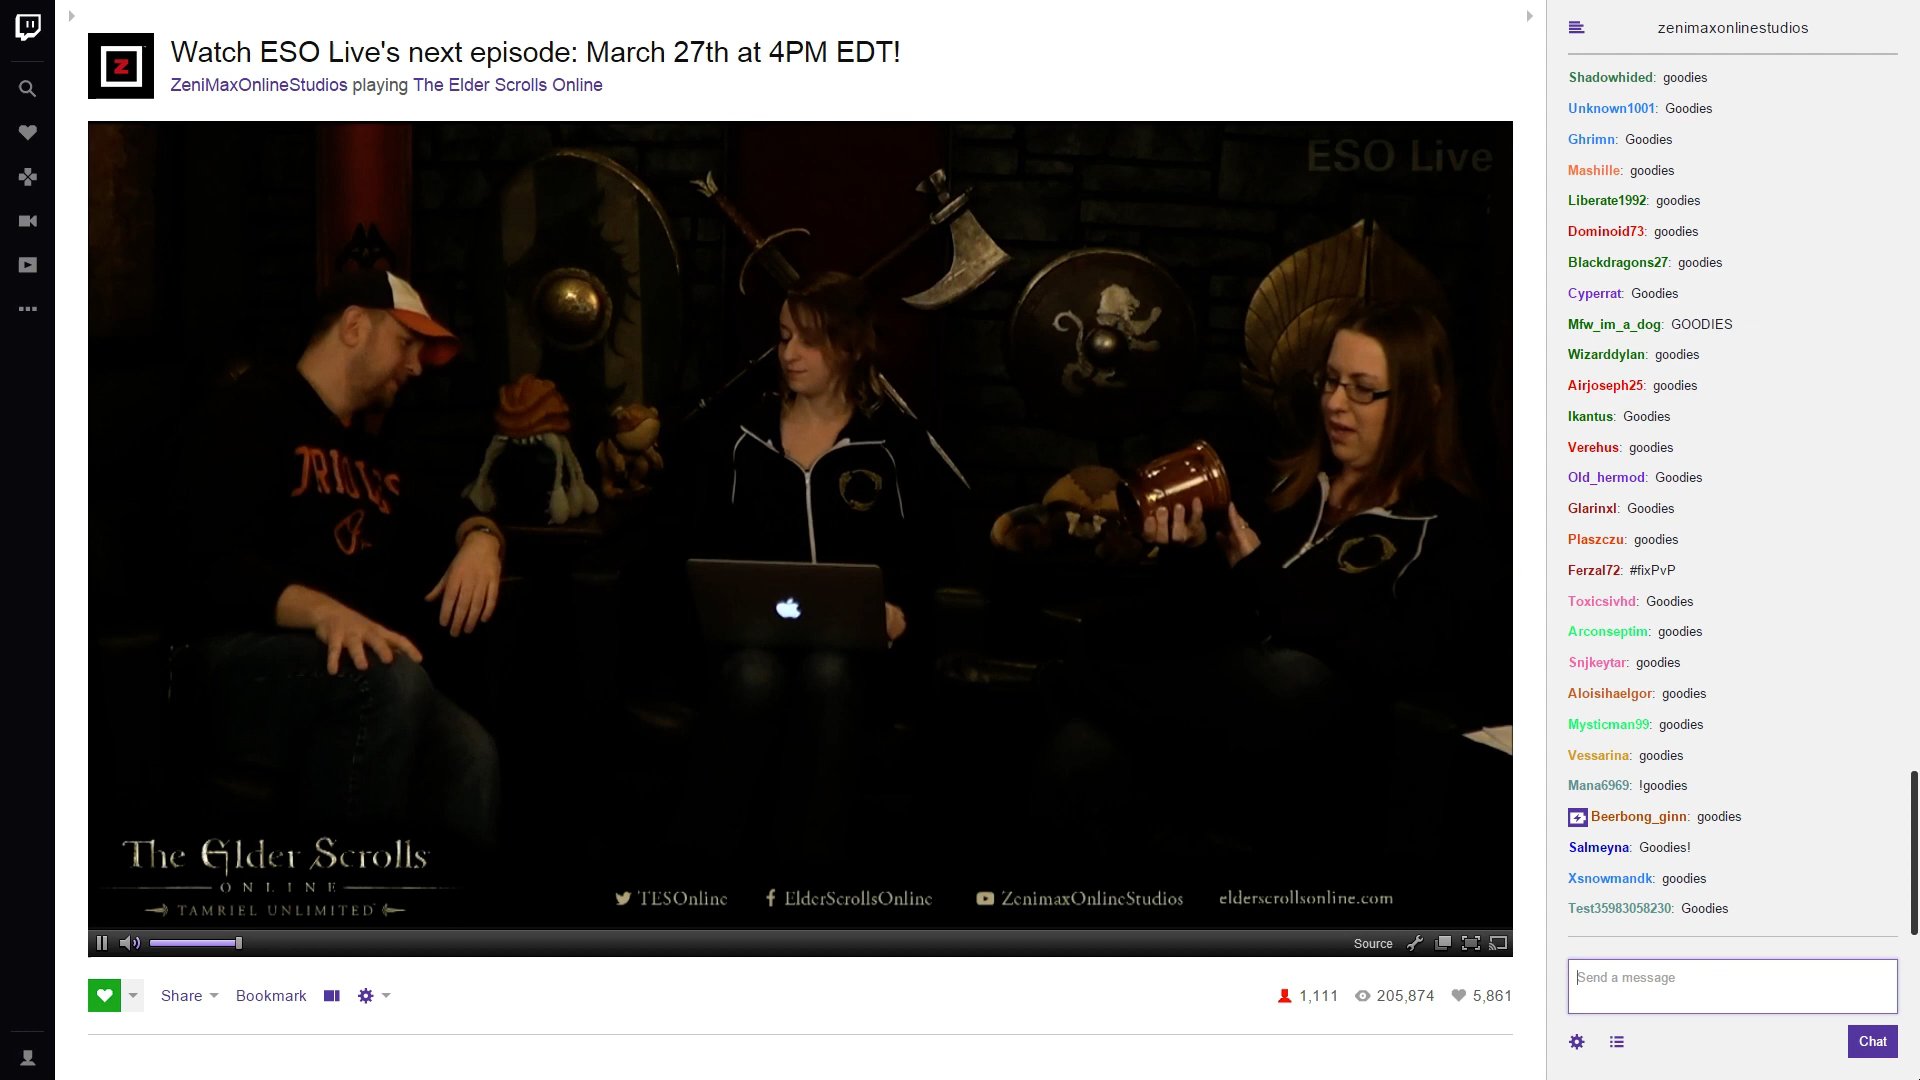 Watch ESO Live's next episode: March 27th at 4PM EDT!
ZeniMaxOnlineStudios playing The Elder Scrolls Online
Z
ESO Live
ORIOLES
The Elder Scrolls
ONLINE
TAMRIEL UNLIMITED
TESOnline
ElderScrollsOnline
ZenimaxOnlineStudios
elderscrollsonline.com
Source
Share
Bookmark
1,111
205,874
5,861
zenimaxonlinestudios
Shadowhided: goodies
Unknown1001: Goodies
Ghrimn: Goodies
Mashille: goodies
Liberate1992: goodies
Dominoid73: goodies
Blackdragons27: goodies
Cyperrat: Goodies
Mfw_im_a_dog: GOODIES
Wizarddylan: goodies
Airjoseph25: goodies
Ikantus: Goodies
Verehus: goodies
Old_hermod: Goodies
Glarinxl: Goodies
Plaszczu: goodies
Ferzal72: #fixPvP
Toxicsivhd: Goodies
Arconseptim: goodies
Snjkeytar: goodies
Aloisihaelgor: goodies
Mysticman99: goodies
Vessarina: goodies
Mana6969: !goodies
Beerbong_ginn: goodies
Salmeyna: Goodies!
Xsnowmandk: goodies
Test35983058230: Goodies
Send a message
Chat